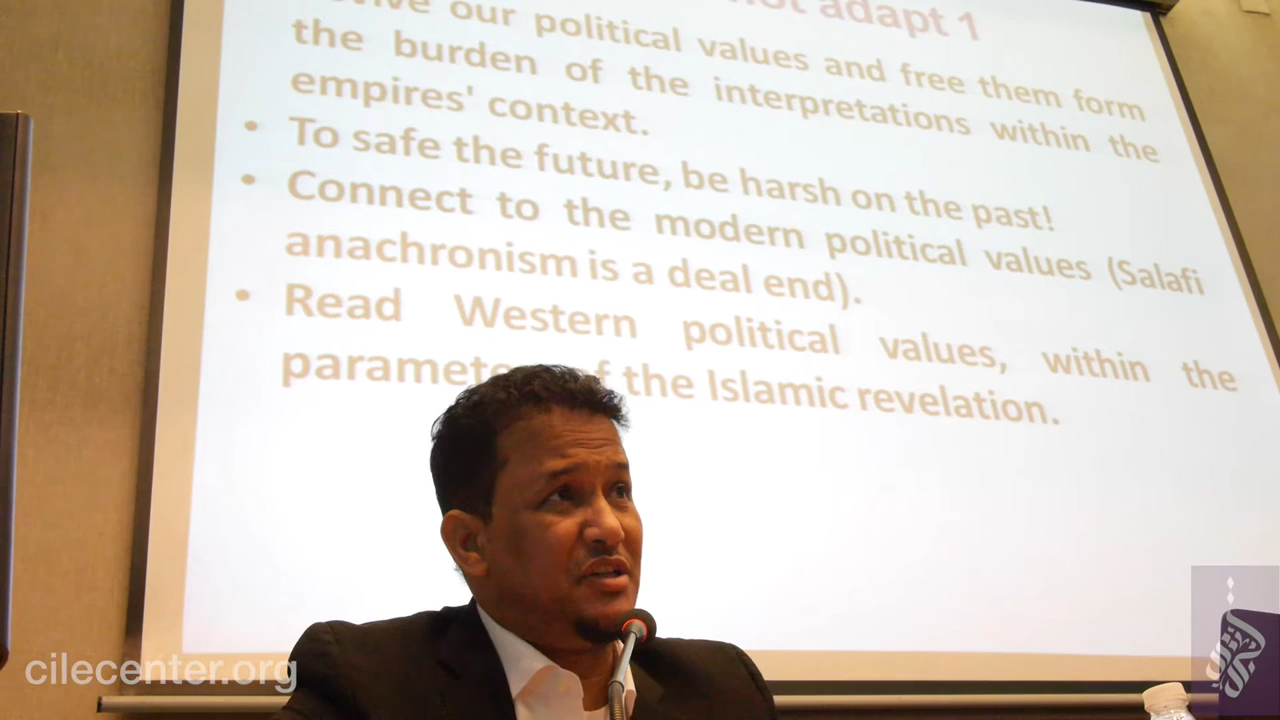 not adapt 1
our political values and free them form
the burden of the interpretations within the
empires' context.
• To safe the future, be harsh on the past!
• Connect to the modern political values (Salafi
anachronism is a deal end).
• Read Western political values, within the
of the Islamic revelation.
cilecenter.org